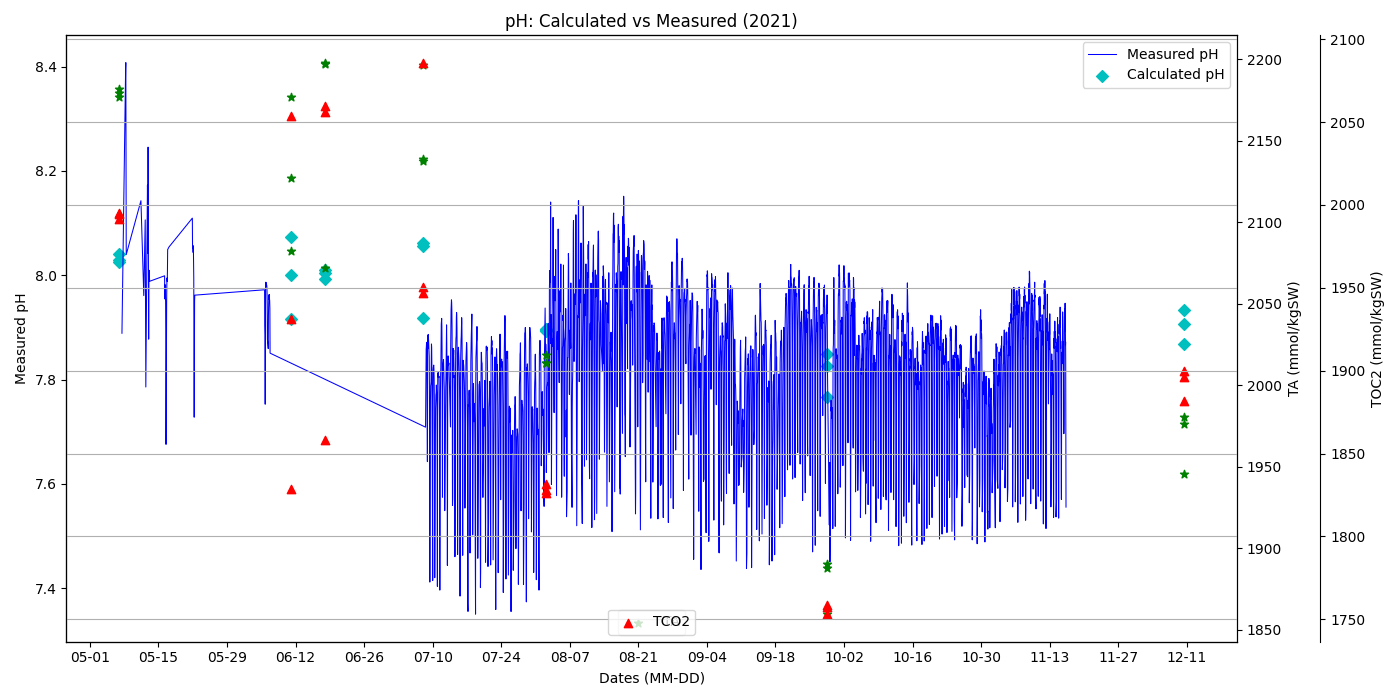 pH: Calculated vs Measured (2021)
Measured pH
Calculated pH
8.4
8.2
8.0
7.8
7.6
7.4
Measured pH
2200
2150
2100
2050
2000
1950
1900
1850
TA (mmol/kgSW)
2100
2050
2000
1950
1900
1850
1800
1750
TOC2 (mmol/kgSW)
TCO2
05-01 05-15 05-29 06-12 06-26 07-10 07-24 08-07 08-21 09-04 09-18 10-02 10-16 10-30 11-13 11-27 12-11
Dates (MM-DD)